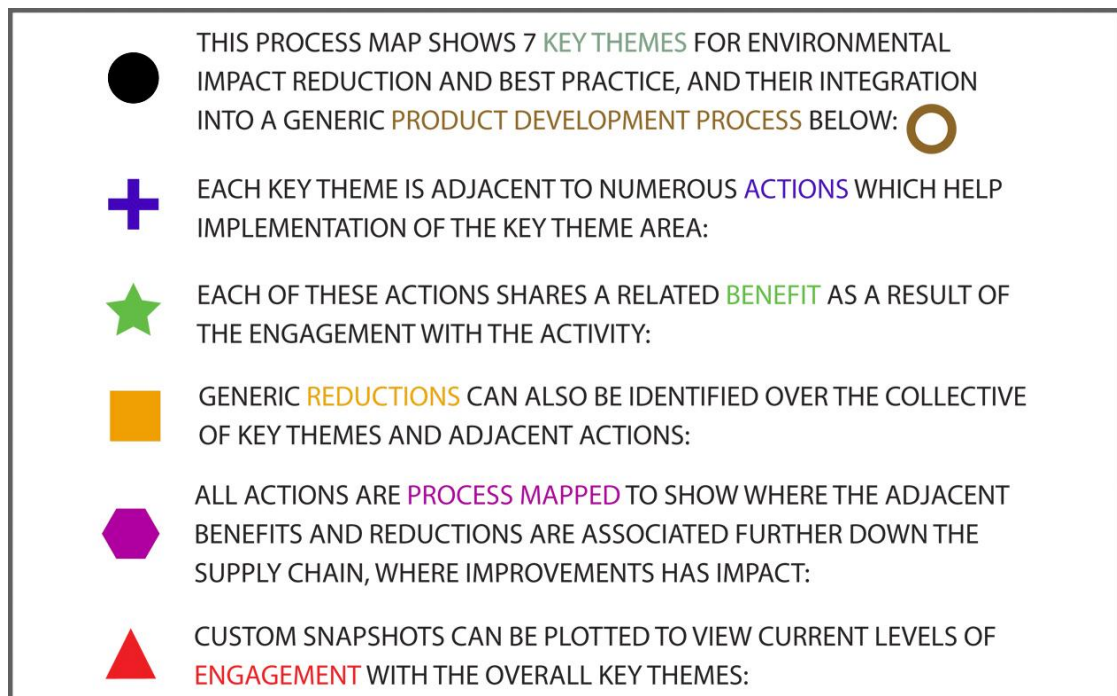 THIS PROCESS MAP SHOWS 7 KEY THEMES FOR ENVIRONMENTAL
IMPACT REDUCTION AND BEST PRACTICE, AND THEIR INTEGRATION
INTO A GENERIC PRODUCT DEVELOPMENT PROCESS BELOW:
EACH KEY THEME IS ADJACENT TO NUMEROUS ACTIONS WHICH HELP
IMPLEMENTATION OF THE KEY THEME AREA:
EACH OF THESE ACTIONS SHARES A RELATED BENEFIT AS A RESULT OF
THE ENGAGEMENT WITH THE ACTIVITY:
GENERIC REDUCTIONS CAN ALSO BE IDENTIFIED OVER THE COLLECTIVE
OF KEY THEMES AND ADJACENT ACTIONS:
ALL ACTIONS ARE PROCESS MAPPED TO SHOW WHERE THE ADJACENT
BENEFITS AND REDUCTIONS ARE ASSOCIATED FURTHER DOWN THE
SUPPLY CHAIN, WHERE IMPROVEMENTS HAS IMPACT:
CUSTOM SNAPSHOTS CAN BE PLOTTED TO VIEW CURRENT LEVELS OF
ENGAGEMENT WITH THE OVERALL KEY THEMES: